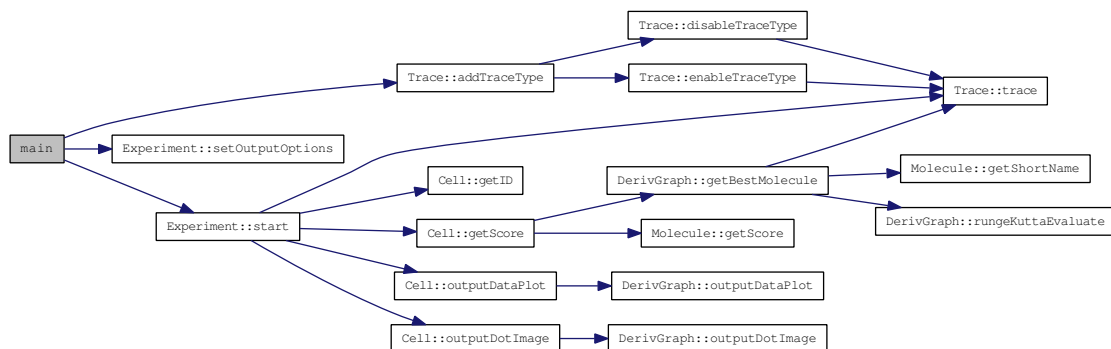 Trace::disableTraceType
Trace::addTraceType
Trace::enableTraceType
Trace::trace
main
Experiment::setOutputOptions
Molecule::getShortName
Cell::getID
DerivGraph::getBestMolecule
DerivGraph::rungeKuttaEvaluate
Experiment::start
Cell::getScore
Molecule::getScore
Cell::outputDataPlot
DerivGraph::outputDataPlot
Cell::outputDotImage
DerivGraph::outputDotImage